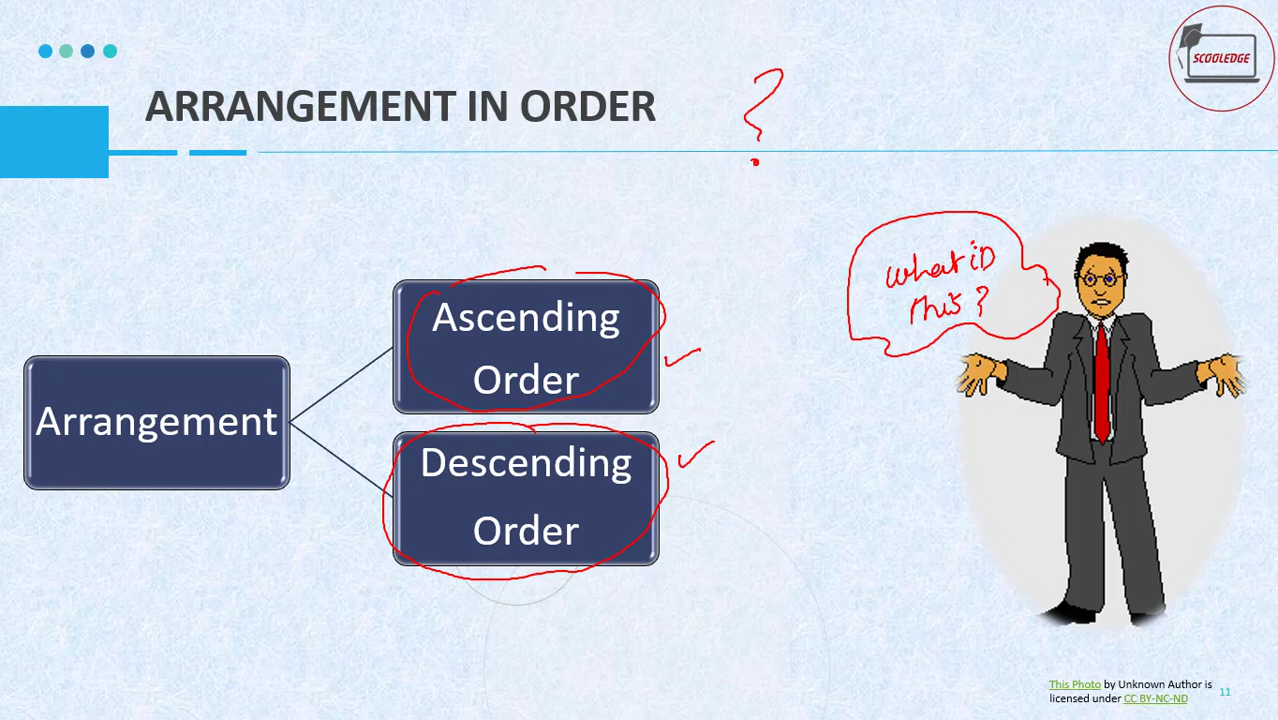 SCOOLEDGE
ARRANGEMENT IN ORDER ?
What is
this ?
Ascending
Order
Arrangement
Descending
Order
This Photo by Unknown Author is
licensed under CC BY-NC-ND
11